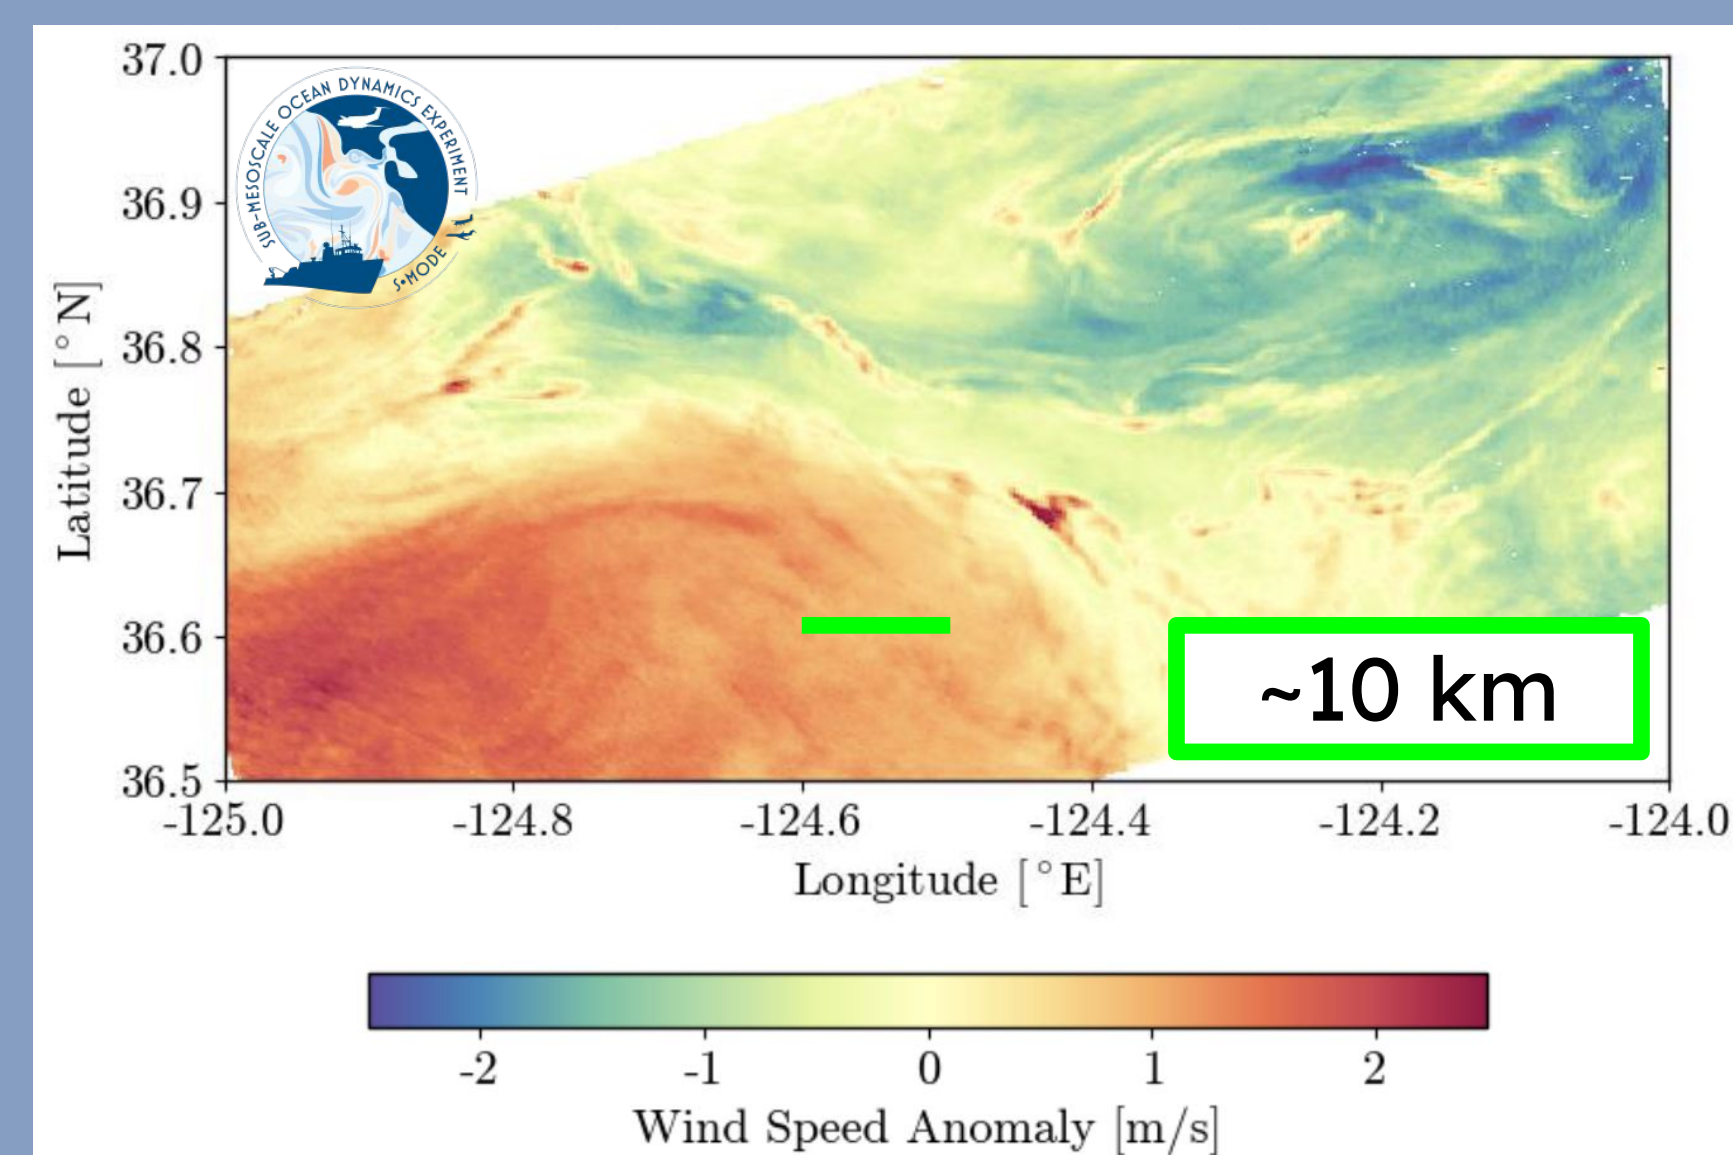 37.0
36.9
36.8
36.7
36.6
36.5
Latitude [°N]
SUB-MESOSCALE OCEAN DYNAMICS EXPERIMENT
S•MODE
~10 km
-125.0 -124.8 -124.6 -124.4 -124.2 -124.0
Longitude [°E]
-2 -1 0 1 2
Wind Speed Anomaly [m/s]